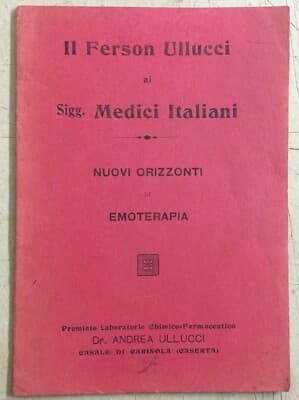 Il Ferson Ullucci
ai
Sigg. Medici Italiani
NUOVI ORIZZONTI
DI
EMOTERAPIA
Premiato Laboratorio Chimico-Farmaceutico
Dr. ANDREA ULLUCCI
CASALE DI CARINOLA (CASERTA)